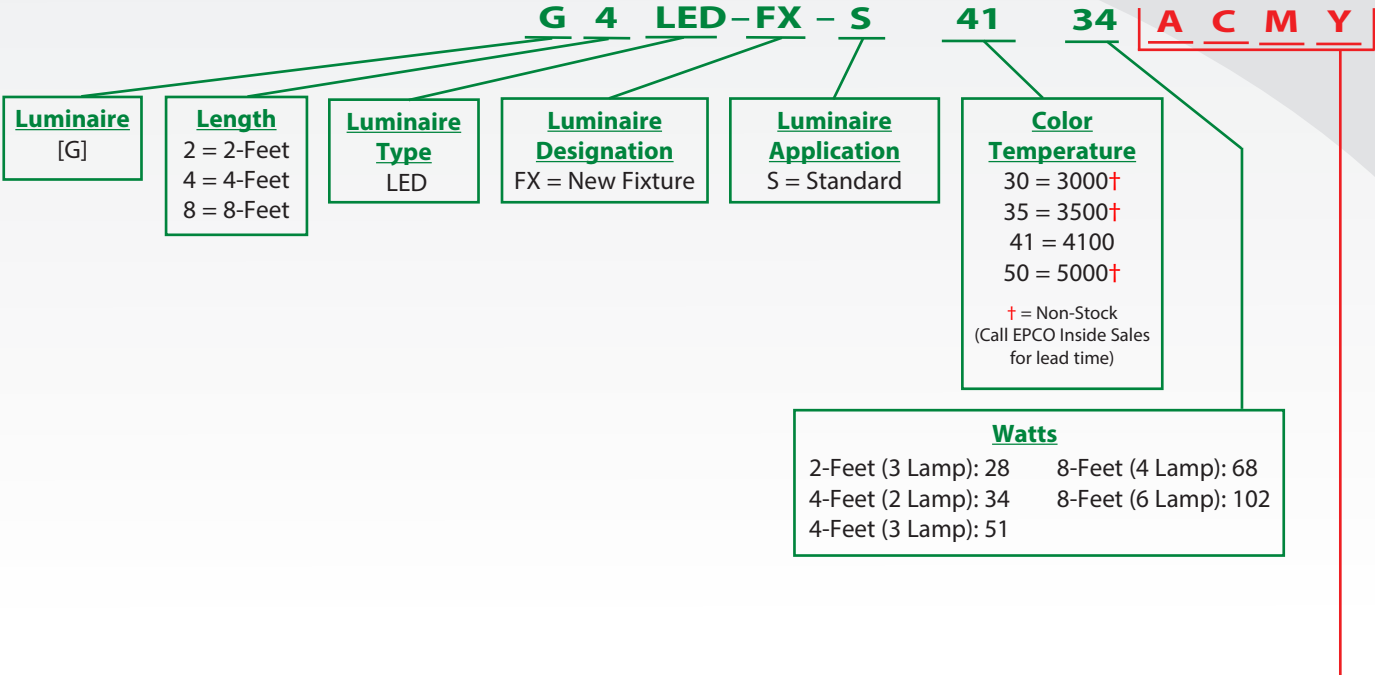 G 4 LED–FX – S 41 34 A C M Y
Luminaire
[G]
Length
2 = 2-Feet
4 = 4-Feet
8 = 8-Feet
Luminaire
Type
LED
Luminaire
Designation
FX = New Fixture
Luminaire
Application
S = Standard
Color
Temperature
30 = 3000†
35 = 3500†
41 = 4100
50 = 5000†
† = Non-Stock
(Call EPCO Inside Sales
for lead time)
Watts
2-Feet (3 Lamp): 28 8-Feet (4 Lamp): 68
4-Feet (2 Lamp): 34 8-Feet (6 Lamp): 102
4-Feet (3 Lamp): 51